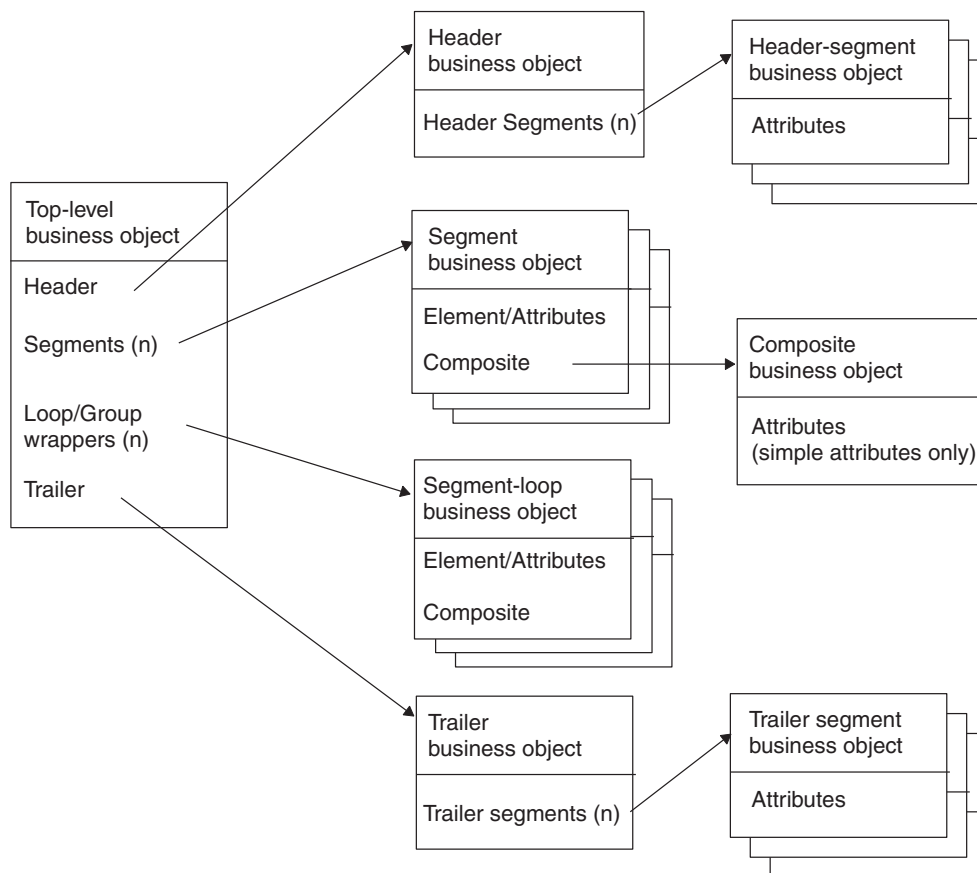 Top-level
business object
Header
Segments (n)
Loop/Group
wrappers (n)
Trailer
Header
business object
Header Segments (n)
Header-segment
business object
Attributes
Segment
business object
Element/Attributes
Composite
Composite
business object
Attributes
(simple attributes only)
Segment-loop
business object
Element/Attributes
Composite
Trailer
business object
Trailer segments (n)
Trailer segment
business object
Attributes